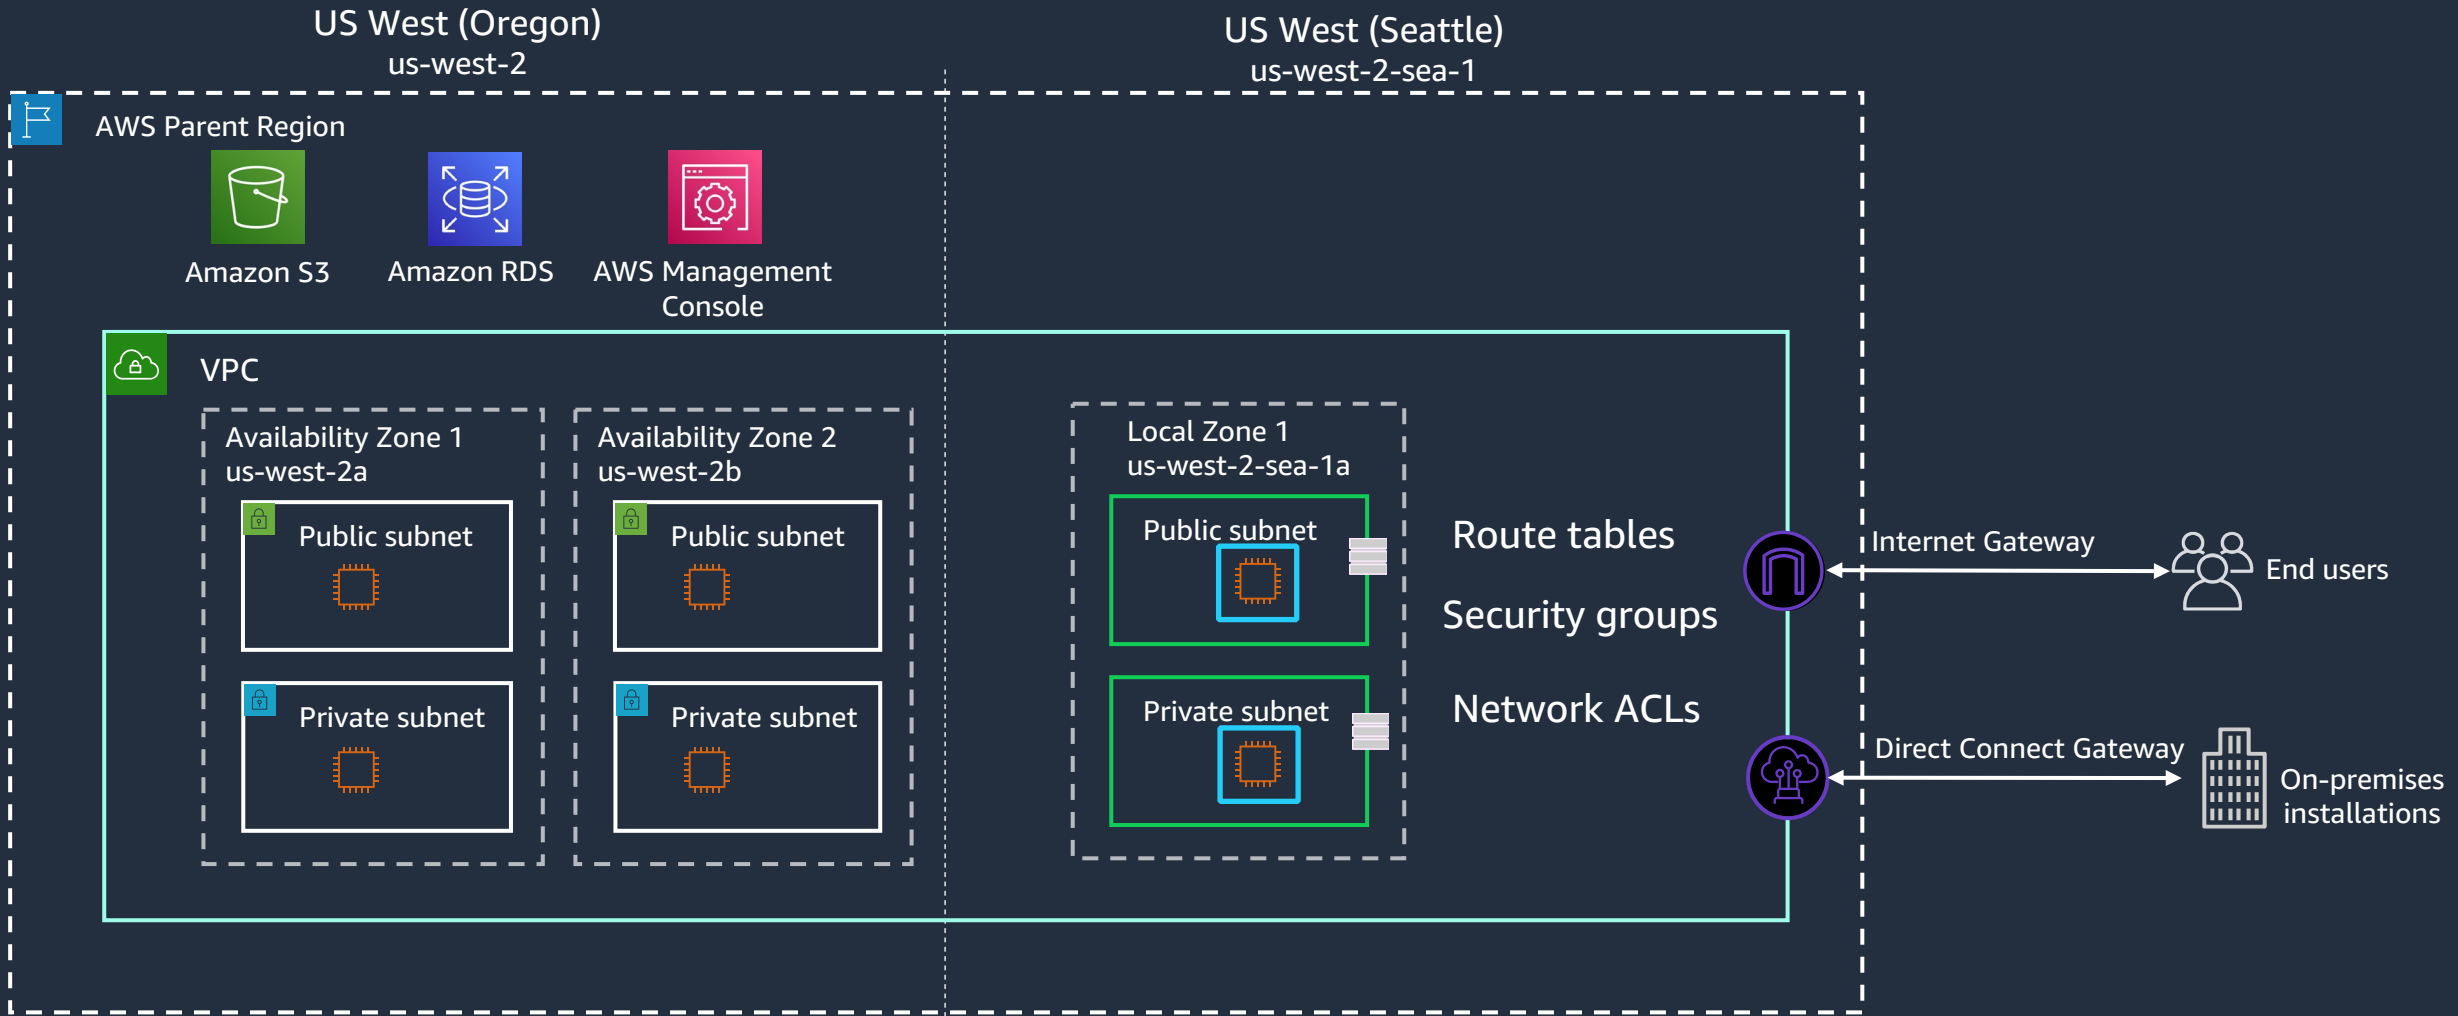 US West (Oregon)
us-west-2
US West (Seattle)
us-west-2-sea-1
AWS Parent Region
Amazon S3
Amazon RDS
AWS Management
Console
VPC
Availability Zone 1
us-west-2a
Public subnet
Private subnet
Availability Zone 2
us-west-2b
Public subnet
Private subnet
Local Zone 1
us-west-2-sea-1a
Public subnet
Private subnet
Route tables
Security groups
Network ACLs
Internet Gateway
End users
Direct Connect Gateway
On-premises
installations